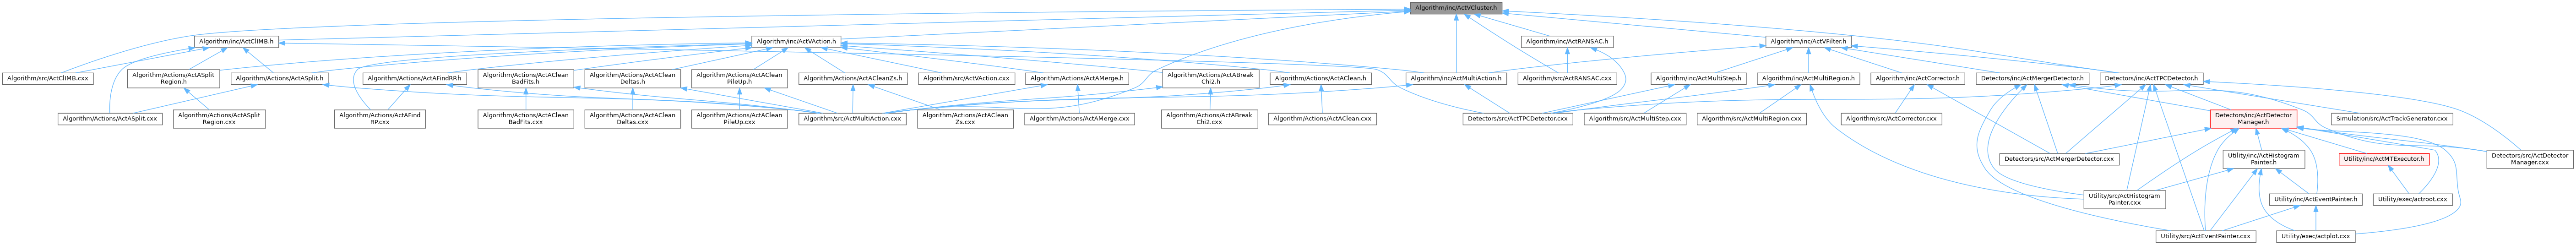 Algorithm/inc/ActVCluster.h
Algorithm/inc/ActCliMB.h
Algorithm/inc/ActVAction.h
Algorithm/inc/ActRANSAC.h
Algorithm/inc/ActVFilter.h
Algorithm/src/ActCliMB.cxx
Algorithm/Actions/ActASplit
Region.h
Algorithm/Actions/ActASplit.h
Algorithm/Actions/ActAFindRP.h
Algorithm/Actions/ActAClean
BadFits.h
Algorithm/Actions/ActAClean
Deltas.h
Algorithm/Actions/ActAClean
PileUp.h
Algorithm/Actions/ActACleanZs.h
Algorithm/src/ActVAction.cxx
Algorithm/Actions/ActAMerge.h
Algorithm/Actions/ActABreak
Chi2.h
Algorithm/Actions/ActAClean.h
Algorithm/inc/ActMultiAction.h
Algorithm/src/ActRANSAC.cxx
Algorithm/inc/ActMultiStep.h
Algorithm/inc/ActMultiRegion.h
Algorithm/inc/ActCorrector.h
Detectors/inc/ActMergerDetector.h
Detectors/inc/ActTPCDetector.h
Algorithm/Actions/ActASplit.cxx
Algorithm/Actions/ActASplit
Region.cxx
Algorithm/Actions/ActAFind
RP.cxx
Algorithm/Actions/ActAClean
BadFits.cxx
Algorithm/Actions/ActAClean
Deltas.cxx
Algorithm/Actions/ActAClean
PileUp.cxx
Algorithm/src/ActMultiAction.cxx
Algorithm/Actions/ActAClean
Zs.cxx
Algorithm/Actions/ActAMerge.cxx
Algorithm/Actions/ActABreak
Chi2.cxx
Algorithm/Actions/ActAClean.cxx
Detectors/src/ActTPCDetector.cxx
Algorithm/src/ActMultiStep.cxx
Algorithm/src/ActMultiRegion.cxx
Algorithm/src/ActCorrector.cxx
Detectors/inc/ActDetector
Manager.h
Simulation/src/ActTrackGenerator.cxx
Detectors/src/ActMergerDetector.cxx
Utility/inc/ActHistogram
Painter.h
Utility/inc/ActMTExecutor.h
Detectors/src/ActDetector
Manager.cxx
Utility/src/ActHistogram
Painter.cxx
Utility/inc/ActEventPainter.h
Utility/exec/actroot.cxx
Utility/src/ActEventPainter.cxx
Utility/exec/actplot.cxx